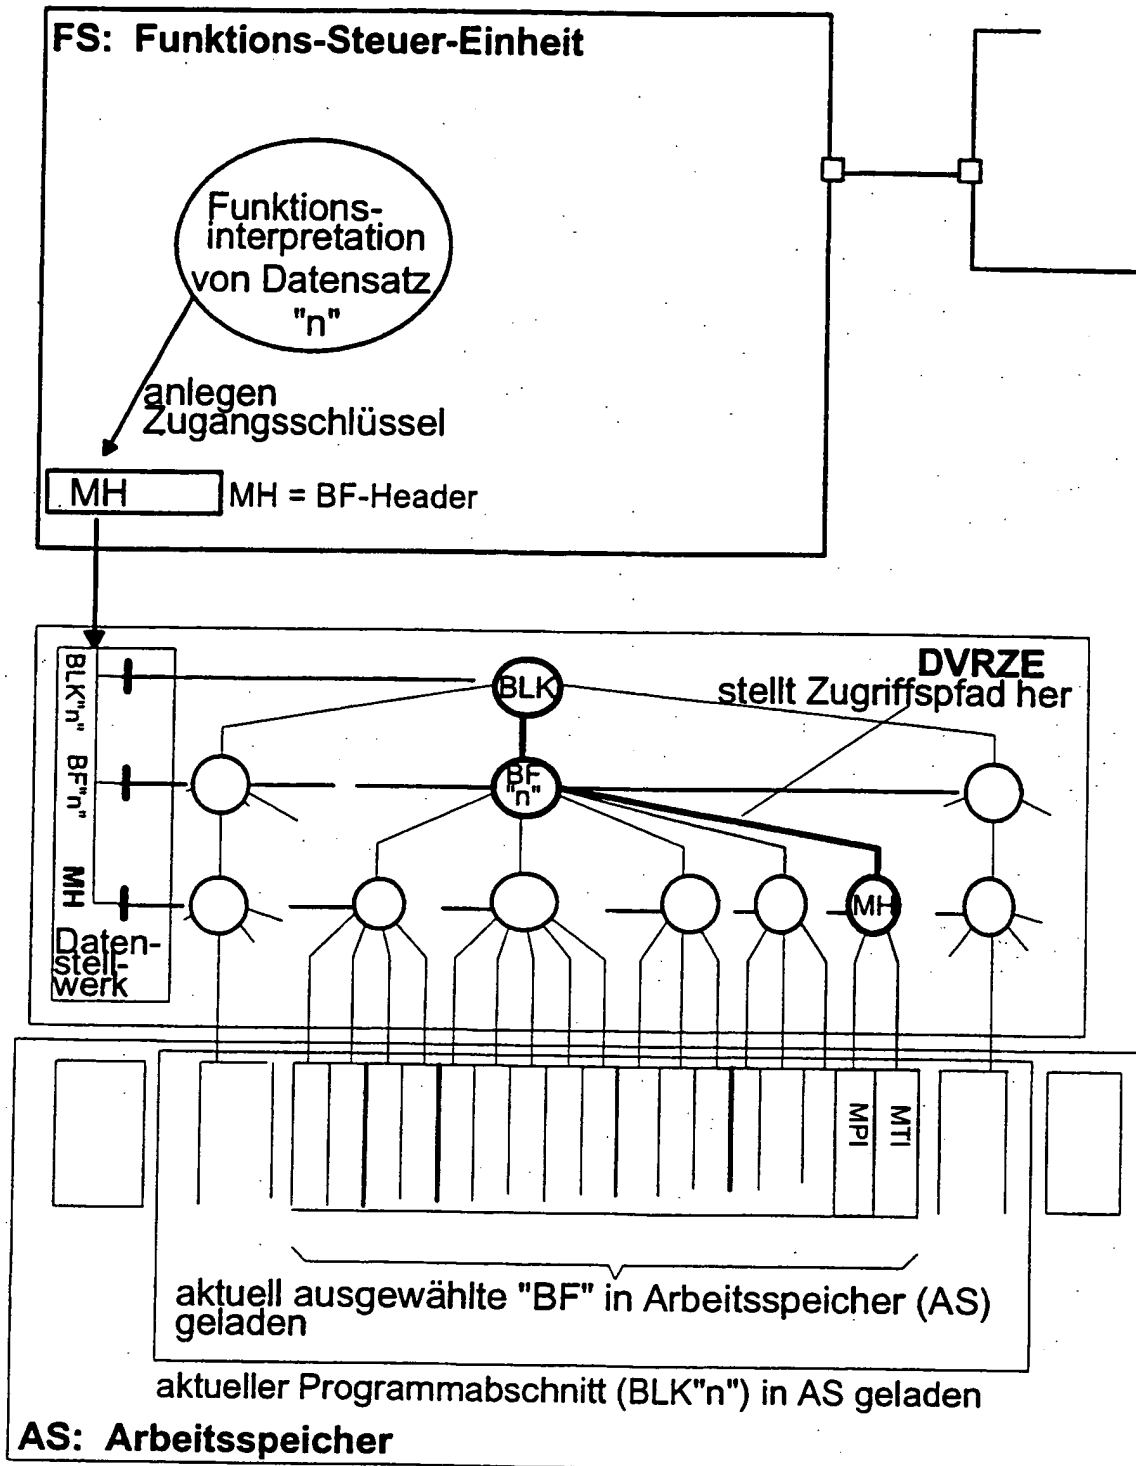 FS: Funktions-Steuer-Einheit
Funktions-
interpretation
von Datensatz
"n"
anlegen
Zugangsschlüssel
MH
MH = BF-Header
DVRZE
stellt Zugriffspfad her
BLK"n"
BF"n"
MH
Daten-
stell-
werk
BLK
BF
"n"
MH
MPI
MTI
aktuell ausgewählte "BF" in Arbeitsspeicher (AS)
geladen
aktueller Programmabschnitt (BLK"n") in AS geladen
AS: Arbeitsspeicher